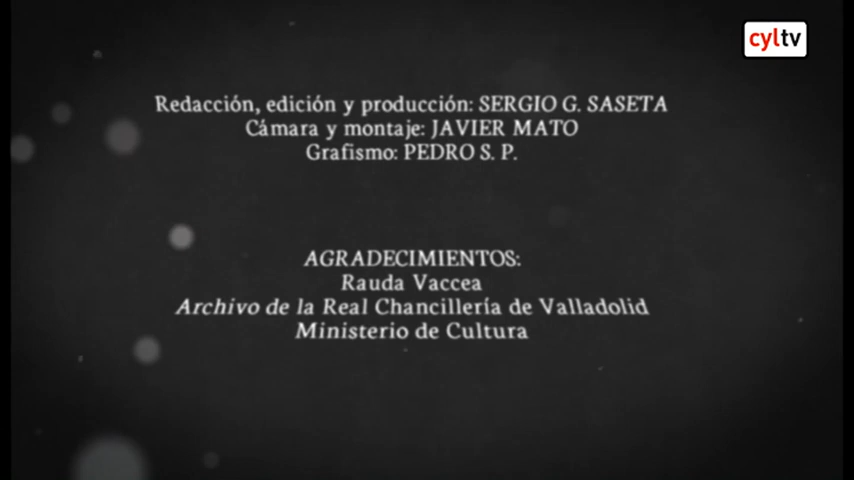 cyltv
Redacción, edición y producción: SERGIO G. SASETA
Cámara y montaje: JAVIER MATO
Grafismo: PEDRO S. P.
AGRADECIMIENTOS:
Rauda Vaccea
Archivo de la Real Chancillería de Valladolid
Ministerio de Cultura